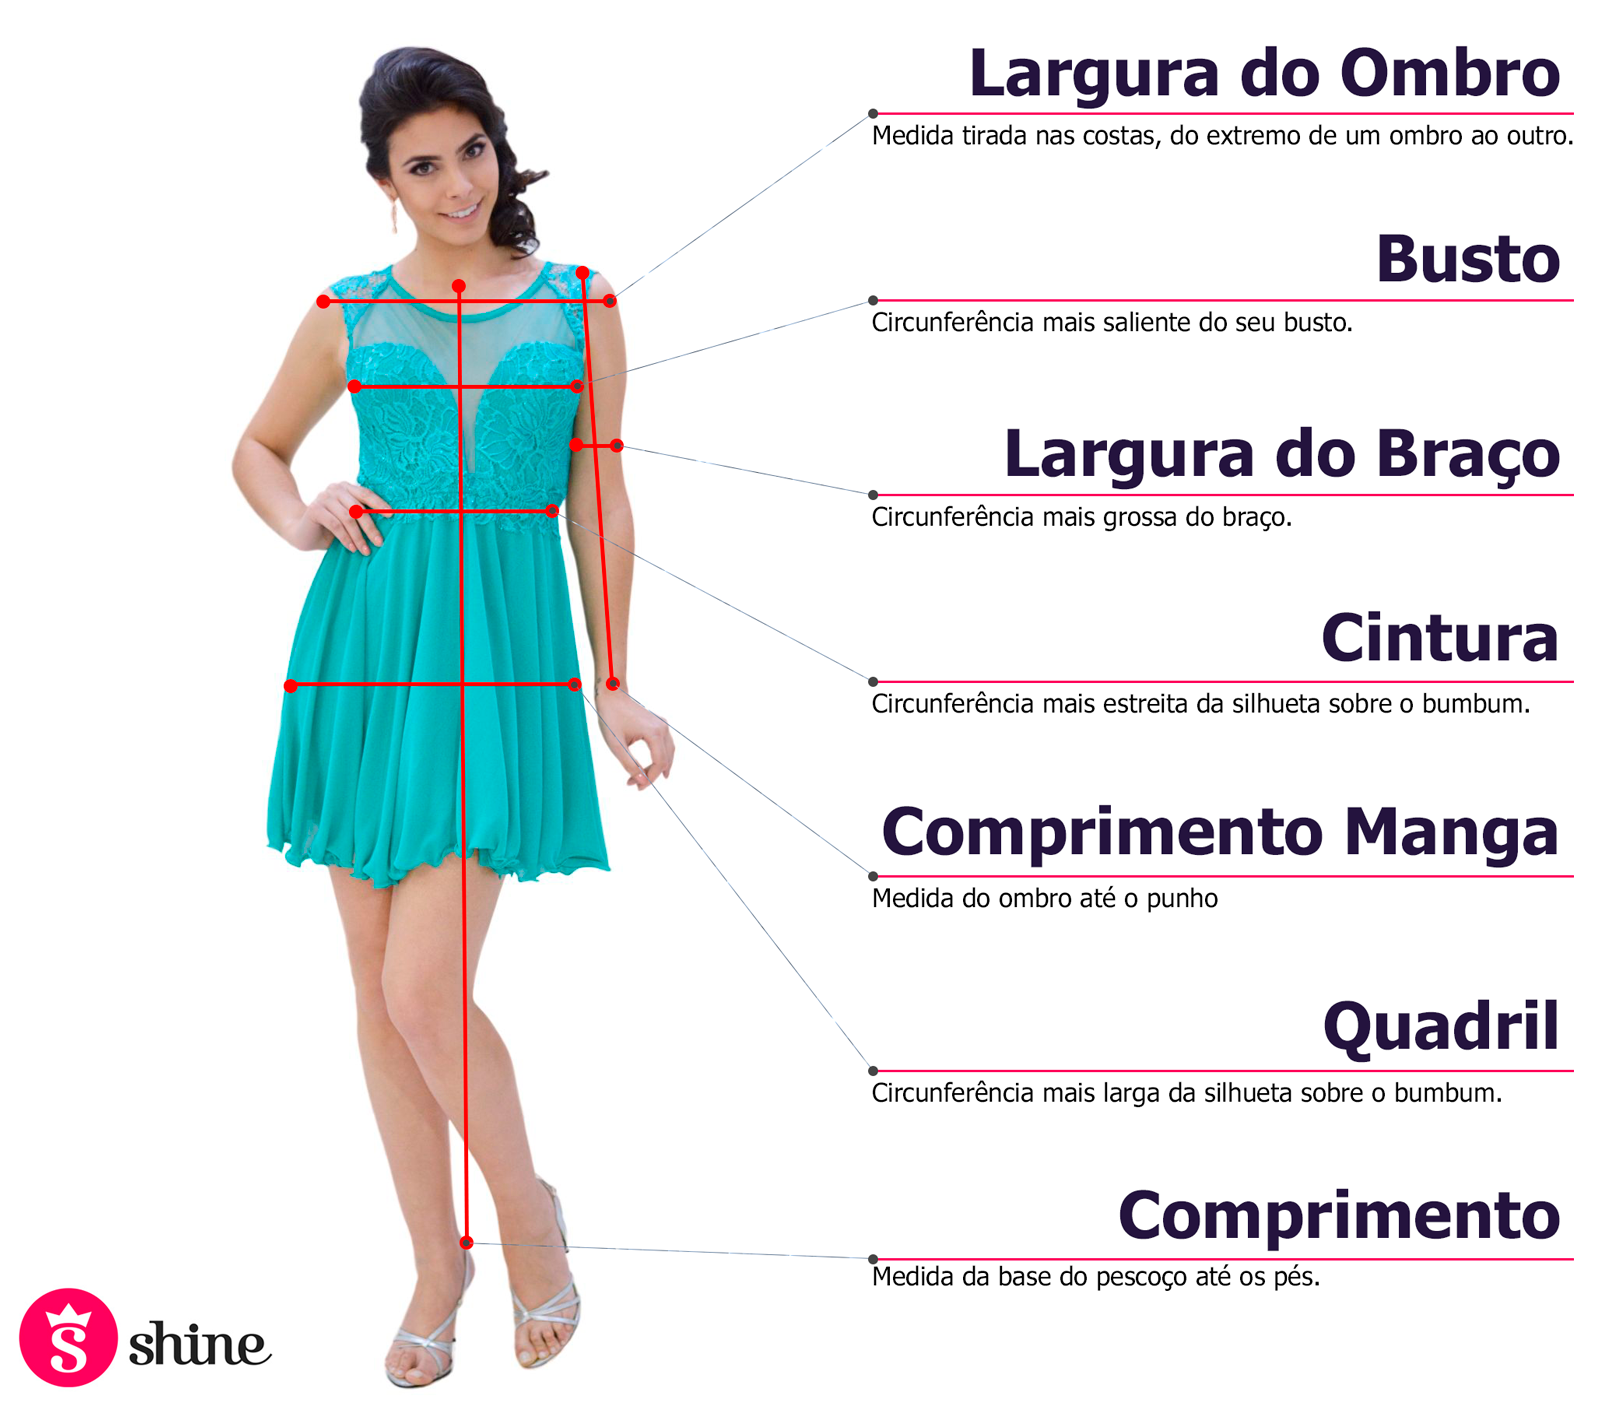 Largura do Ombro
Medida tirada nas costas, do extremo de um ombro ao outro.
Busto
Circunferência mais saliente do seu busto.
Largura do Braço
Circunferência mais grossa do braço.
Cintura
Circunferência mais estreita da silhueta sobre o bumbum.
Comprimento Manga
Medida do ombro até o punho
Quadril
Circunferência mais larga da silhueta sobre o bumbum.
Comprimento
Medida da base do pescoço até os pés.
S shine